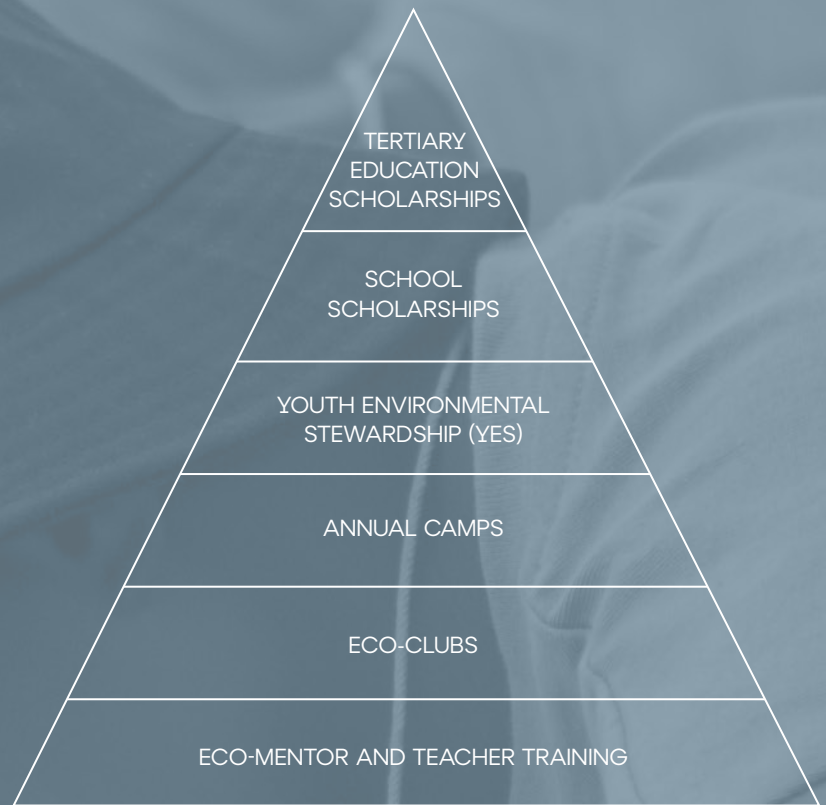 TERTIARY
EDUCATION
SCHOLARSHIPS
SCHOOL
SCHOLARSHIPS
YOUTH ENVIRONMENTAL
STEWARDSHIP (YES)
ANNUAL CAMPS
ECO-CLUBS
ECO-MENTOR AND TEACHER TRAINING